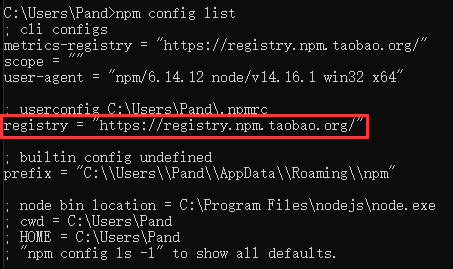 C:\Users\Pand>npm config list
; cli configs
metrics-registry = "https://registry.npm.taobao.org/"
scope = ""
user-agent = "npm/6.14.12 node/v14.16.1 win32 x64"
; userconfig C:\Users\Pand\.npmrc
registry = "https://registry.npm.taobao.org/"
; builtin config undefined
prefix = "C:\\Users\\Pand\\AppData\\Roaming\\npm"
; node bin location = C:\Program Files\nodejs\node.exe
; cwd = C:\Users\Pand
; HOME = C:\Users\Pand
; "npm config ls -l" to show all defaults.